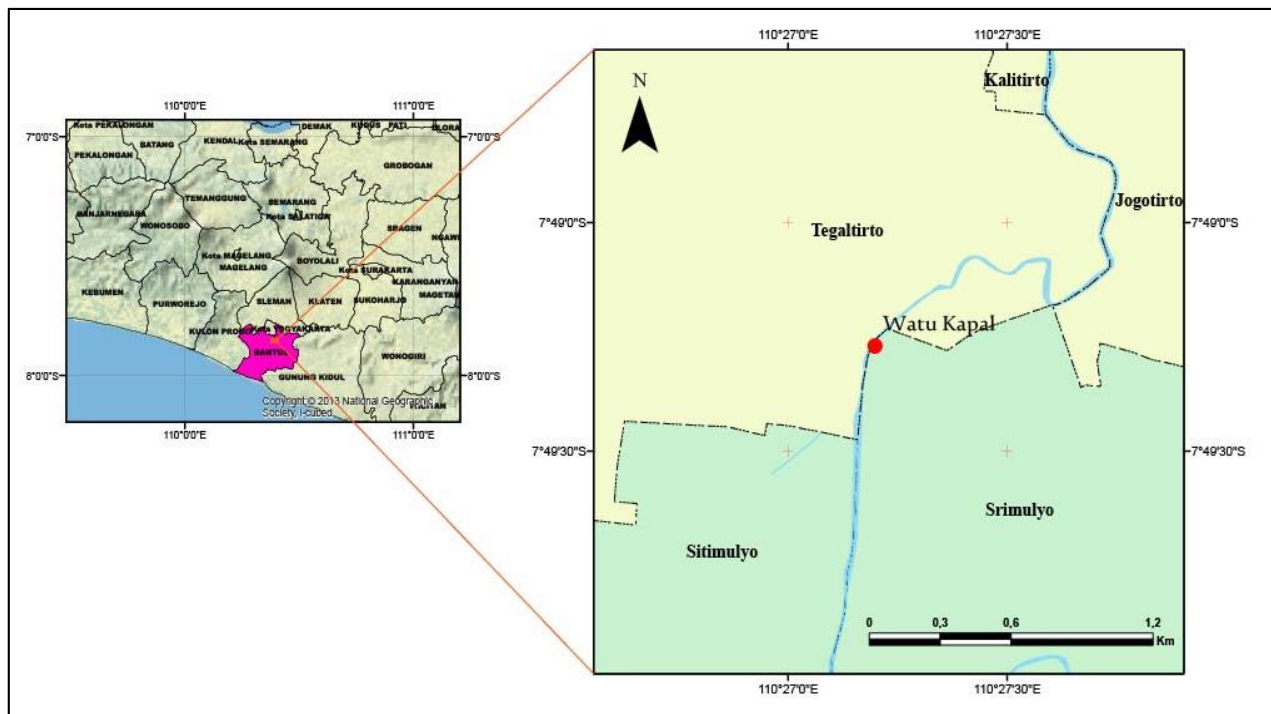 110°0'0"E
111°0'0"E
7°0'0"S
8°0'0"S
Kota PEKALONGAN
DEMAK
KUDUS
PATI
BLORA
BATANG
KENDAL
Kota SEMARANG
PEKALONGAN
GROBOGAN
TEMANGGUNG
SEMARANG
BANJARNEGARA
Kota SALATIGA
WONOSOBO
SRAGEN
NGAWI
Kota MAGELANG
BOYOLALI
MAGELANG
Kota SURAKARTA
KARANGANYAR
KEBUMEN
PURWOREJO
SLEMAN
KLATEN
SUKOHARJO
MAGETAN
KULON PROGO
Kota YOGYAKARTA
BANTUL
WONOGIRI
GUNUNG KIDUL
Copyright © 2013 National Geographic
Society, i-cubed
8°0'0"S
110°0'0"E
111°0'0"E
110°27'0"E
110°27'30"E
N
Kalitirto
Jogotirto
7°49'0"S
7°49'0"S
Tegaltirto
Watu Kapal
7°49'30"S
7°49'30"S
Srimulyo
Sitimulyo
0
0,3
0,6
1,2
Km
110°27'0"E
110°27'30"E